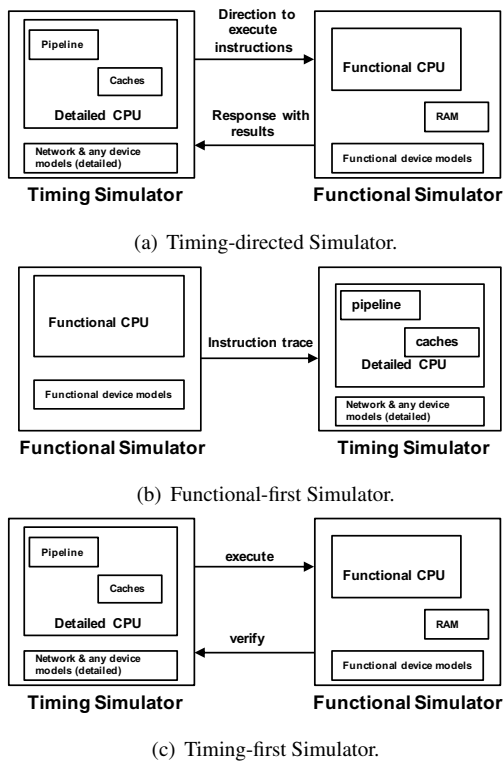 Pipeline
Caches
Detailed CPU
Network & any device
models (detailed)
Timing Simulator
Direction to
execute
instructions
Response with
results
Functional CPU
RAM
Functional device models
Functional Simulator
(a) Timing-directed Simulator.
Functional CPU
Functional device models
Functional Simulator
Instruction trace
pipeline
caches
Detailed CPU
Network & any device
models (detailed)
Timing Simulator
(b) Functional-first Simulator.
Pipeline
Caches
Detailed CPU
Network & any device
models (detailed)
Timing Simulator
execute
verify
Functional CPU
RAM
Functional device models
Functional Simulator
(c) Timing-first Simulator.